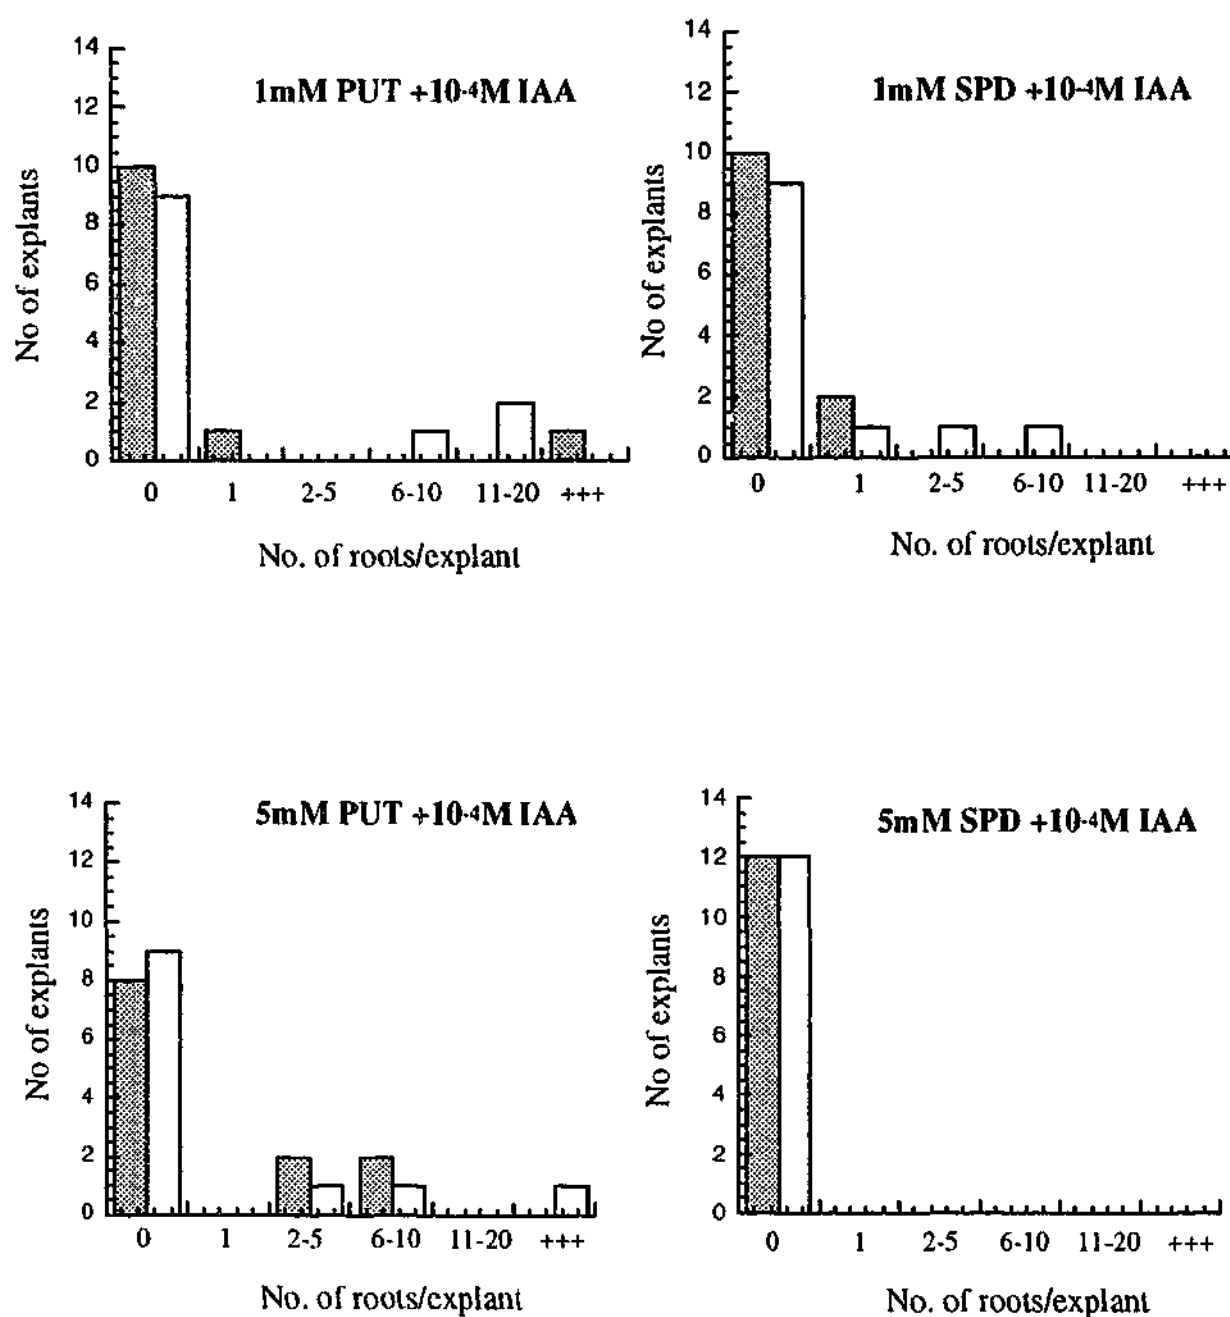 1mM PUT +10-4M IAA
No of explants
14
12
10
8
6
4
2
0
0 1 2-5 6-10 11-20 +++
No. of roots/explant
1mM SPD +10-4M IAA
No of explants
14
12
10
8
6
4
2
0
0 1 2-5 6-10 11-20 +++
No. of roots/explant
5mM PUT +10-4M IAA
No of explants
14
12
10
8
6
4
2
0
0 1 2-5 6-10 11-20 +++
No. of roots/explant
5mM SPD +10-4M IAA
No of explants
14
12
10
8
6
4
2
0
0 1 2-5 6-10 11-20 +++
No. of roots/explant